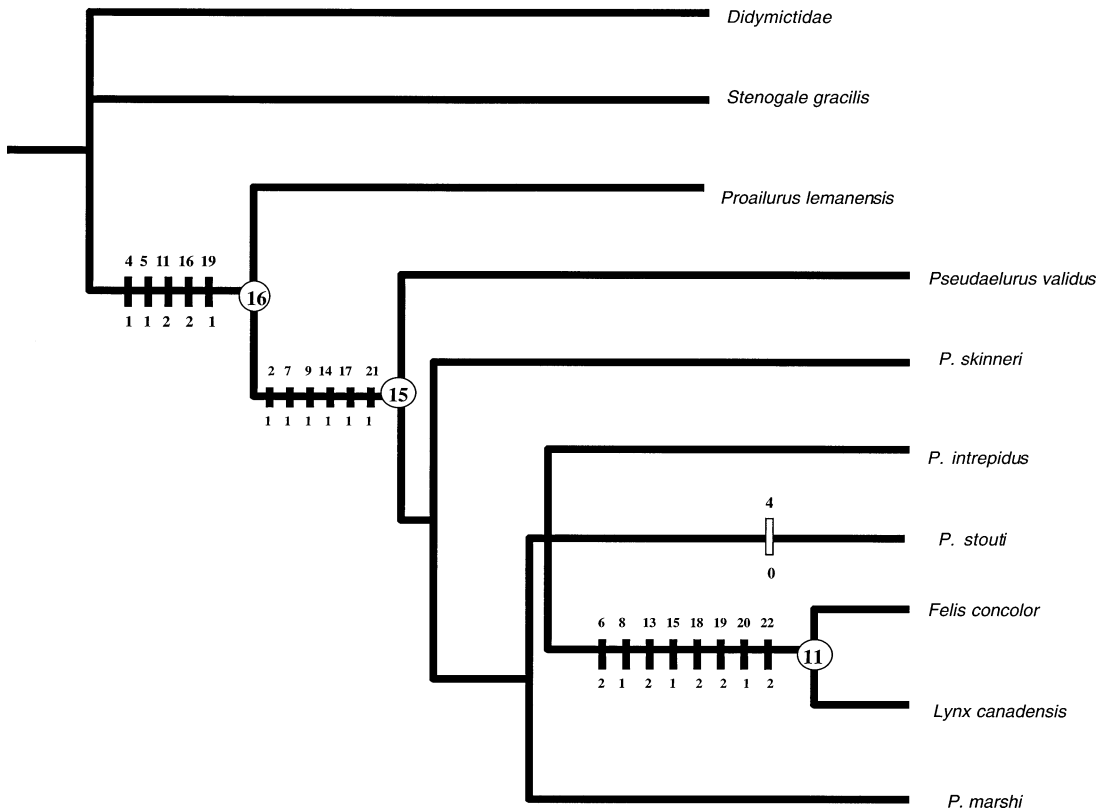 Didymictidae
Stenogale gracilis
Proailurus lemanensis
4 5 11 16 19
16
1 1 2 2 1
Pseudaelurus validus
P. skinneri
2 7 9 14 17 21
15
1 1 1 1 1 1
P. intrepidus
4
P. stouti
0
Felis concolor
6 8 13 15 18 19 20 22
11
2 1 2 1 2 2 1 2
Lynx canadensis
P. marshi